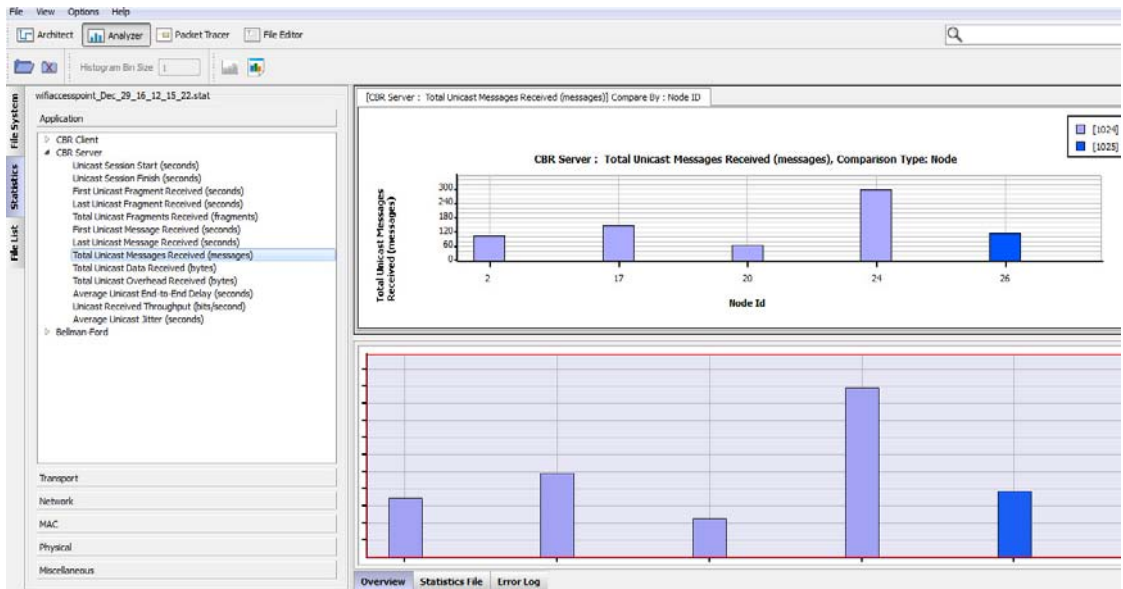 File View Options Help
Architect Analyzer Packet Tracer File Editor
Histogram Bin Size 1
File System
Statistics
File List
wifiaccesspoint_Dec_29_16_12_15_22.stat
Application
CBR Client
CBR Server
Unicast Session Start (seconds)
Unicast Session Finish (seconds)
First Unicast Fragment Received (seconds)
Last Unicast Fragment Received (seconds)
Total Unicast Fragments Received (fragments)
First Unicast Message Received (seconds)
Last Unicast Message Received (seconds)
Total Unicast Messages Received (messages)
Total Unicast Data Received (bytes)
Total Unicast Overhead Received (bytes)
Average Unicast End-to-End Delay (seconds)
Unicast Received Throughput (bits/second)
Average Unicast Jitter (seconds)
Bellman-Ford
Transport
Network
MAC
Physical
Miscellaneous
[CBR Server : Total Unicast Messages Received (messages)] Compare By : Node ID
[1024]
[1025]
CBR Server : Total Unicast Messages Received (messages), Comparison Type: Node
Total Unicast Messages
Received (messages)
300
240
180
120
60
0
2 17 20 24 26
Node Id
Overview Statistics File Error Log